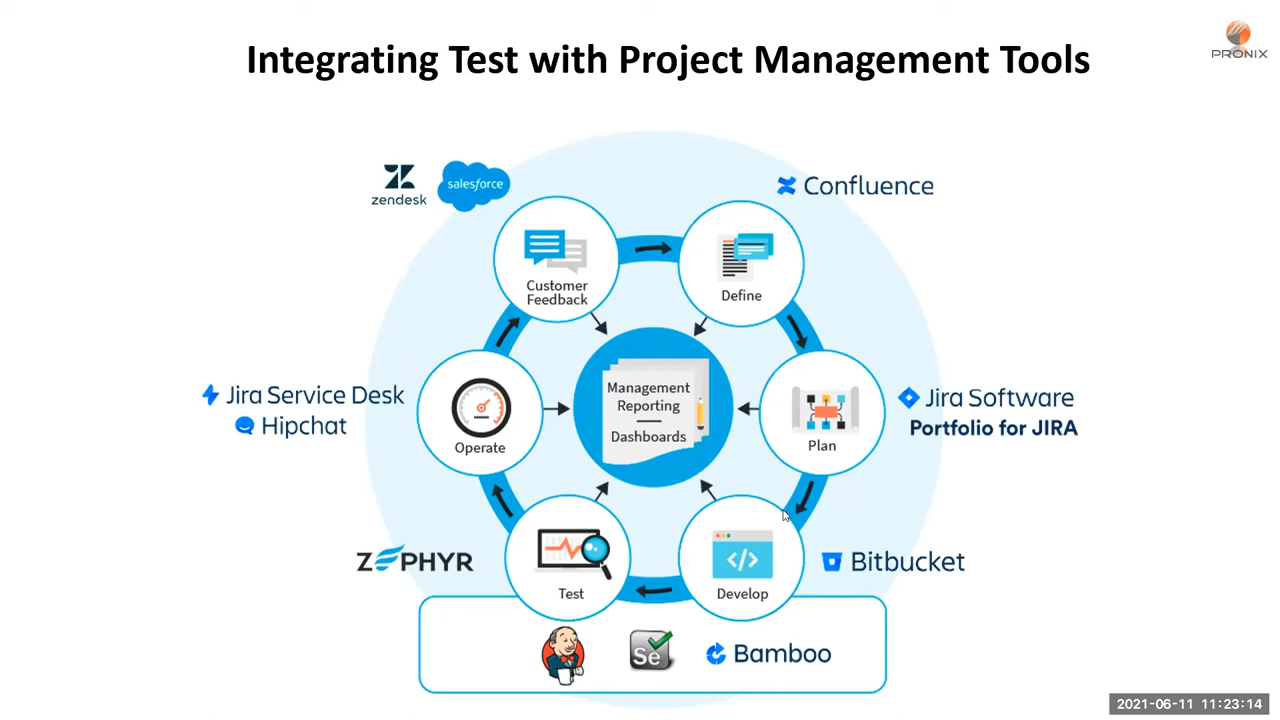 Integrating Test with Project Management Tools
PRONIX
zendesk
salesforce
Confluence
Customer
Feedback
Define
Management
Reporting
Dashboards
Jira Service Desk
Hipchat
Operate
Plan
Jira Software
Portfolio for JIRA
ZEPHYR
Test
</>
Develop
Bitbucket
Se
Bamboo
2021-06-11 11:23:14